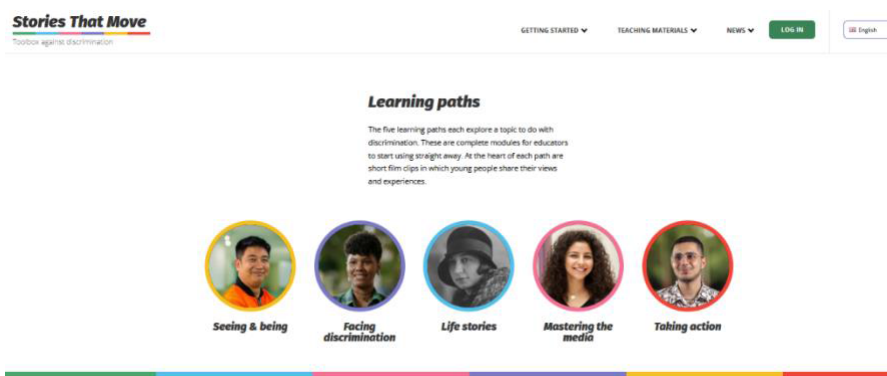 Stories That Move
Toolbox against discrimination
GETTING STARTED
TEACHING MATERIALS
NEWS
LOG IN
English
Learning paths
The five learning paths each explore a topic to do with
discrimination. These are complete modules for educators
to start using straight away. At the heart of each path are
short film clips in which young people share their views
and experiences.
Seeing & being
Facing
discrimination
Life stories
Mastering the
media
Taking action